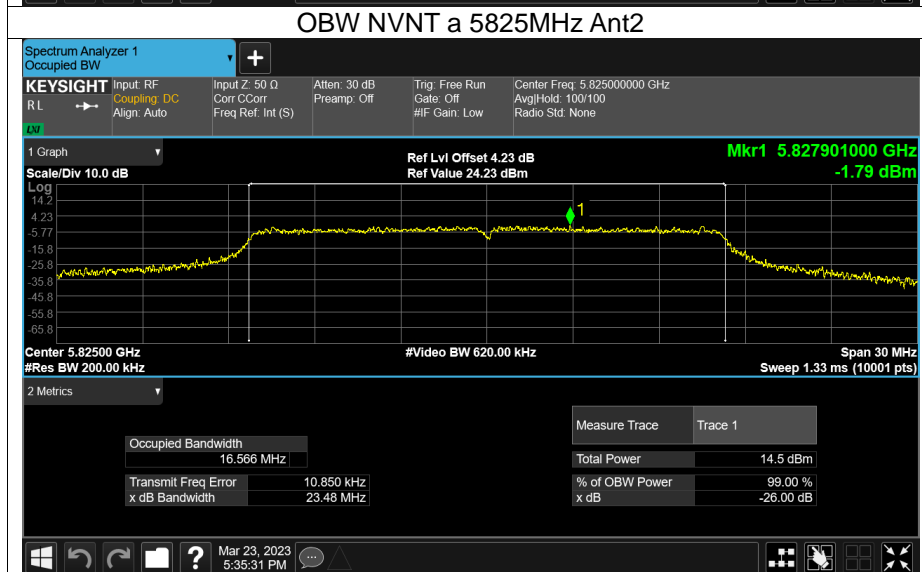 OBW NVNT a 5825MHz Ant2
Spectrum Analyzer 1
Occupied BW
+
KEYSIGHT
R L
LXI
Input: RF
Coupling: DC
Align: Auto
Input Z: 50 Ω
Corr CCorr
Freq Ref: Int (S)
Atten: 30 dB
Preamp: Off
Trig: Free Run
Gate: Off
#IF Gain: Low
Center Freq: 5.825000000 GHz
Avg|Hold: 100/100
Radio Std: None
1 Graph
Scale/Div 10.0 dB
Ref Lvl Offset 4.23 dB
Ref Value 24.23 dBm
Mkr1 5.827901000 GHz
-1.79 dBm
Log
14.2
4.23
-5.77
-15.8
-25.8
-35.8
-45.8
-55.8
-65.8
1
Center 5.82500 GHz
#Res BW 200.00 kHz
#Video BW 620.00 kHz
Span 30 MHz
Sweep 1.33 ms (10001 pts)
2 Metrics
Occupied Bandwidth
16.566 MHz
Transmit Freq Error 10.850 kHz
x dB Bandwidth 23.48 MHz
Measure Trace Trace 1
Total Power 14.5 dBm
% of OBW Power 99.00 %
x dB -26.00 dB
?
Mar 23, 2023
5:35:31 PM